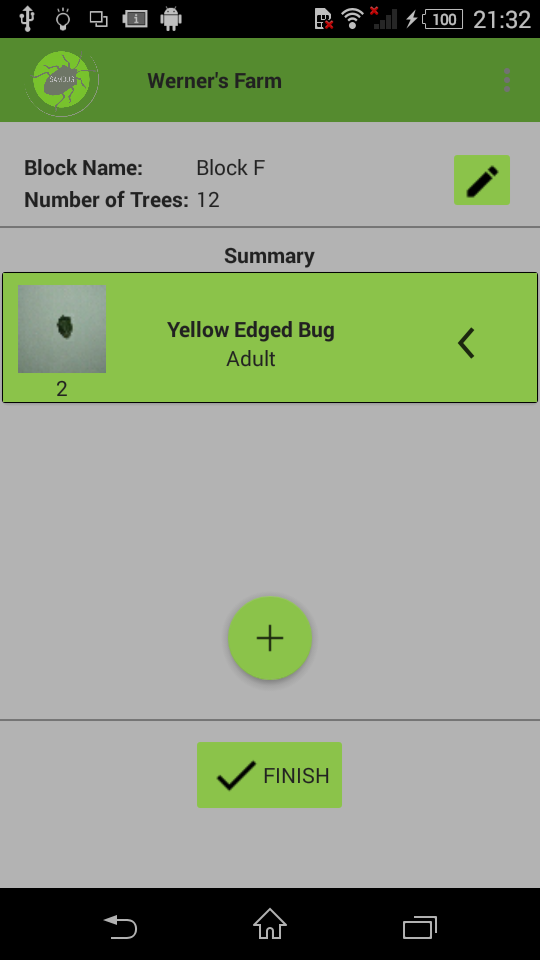 100 21:32
Werner's Farm
Block Name: Block F
Number of Trees: 12
Summary
Yellow Edged Bug
Adult
2
FINISH